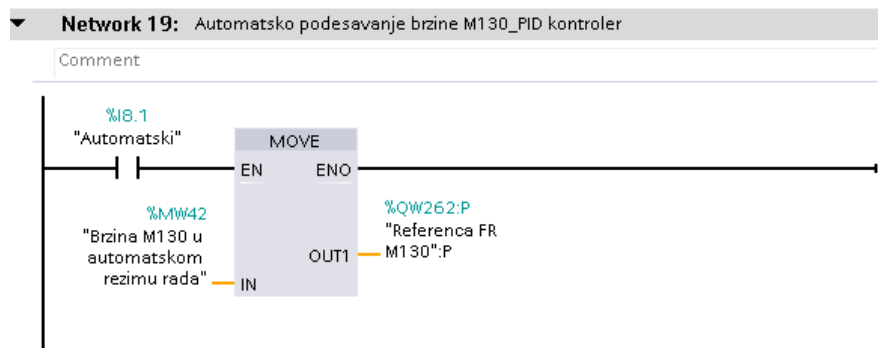 Network 19: Automatsko podesavanje brzine M130_PID kontroler
Comment
%I8.1
"Automatski"
MOVE
EN ENO
%MW42
"Brzina M130 u
automatskom
rezimu rada"
IN
%QW262:P
"Referenca FR
M130":P
OUT1